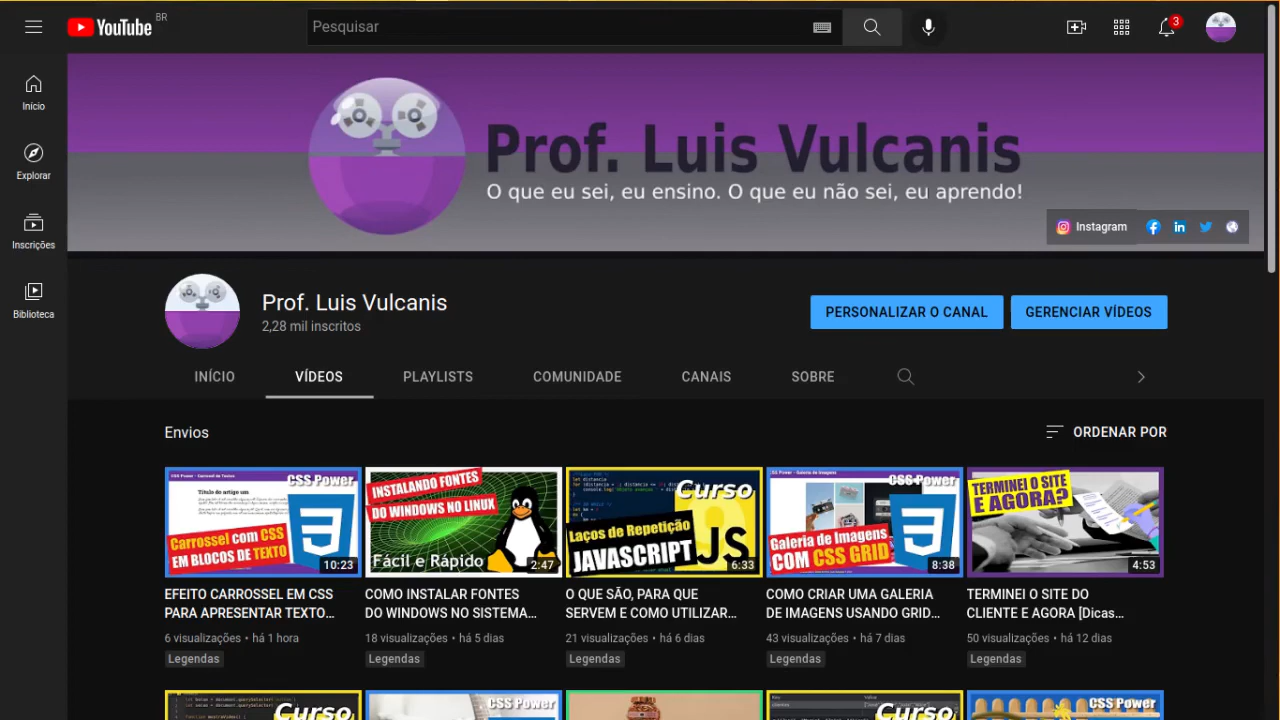 YouTube BR
Pesquisar
3
Início
Explorar
Inscrições
Biblioteca
Prof. Luis Vulcanis
O que eu sei, eu ensino. O que eu não sei, eu aprendo!
Instagram
Prof. Luis Vulcanis
2,28 mil inscritos
PERSONALIZAR O CANAL
GERENCIAR VÍDEOS
INÍCIO
VÍDEOS
PLAYLISTS
COMUNIDADE
CANAIS
SOBRE
Envios
ORDENAR POR
CSS Power
Título do artigo um
Carrossel com CSS
EM BLOCOS DE TEXTO
10:23
EFEITO CARROSSEL EM CSS
PARA APRESENTAR TEXTO...
6 visualizações • há 1 hora
Legendas
INSTALANDO FONTES
DO WINDOWS NO LINUX
Fácil e Rápido
2:47
COMO INSTALAR FONTES
DO WINDOWS NO SISTEMA...
18 visualizações • há 5 dias
Legendas
Curso
Laços de Repetição
JAVASCRIPT
JS
6:33
O QUE SÃO, PARA QUE
SERVEM E COMO UTILIZAR...
21 visualizações • há 6 dias
Legendas
CSS Power
Galeria de Imagens
COM CSS GRID
8:38
COMO CRIAR UMA GALERIA
DE IMAGENS USANDO GRID...
43 visualizações • há 7 dias
Legendas
TERMINEI O SITE
E AGORA?
4:53
TERMINEI O SITE DO
CLIENTE E AGORA [Dicas...
50 visualizações • há 12 dias
Legendas
Curso
CSS Power
Curso
CSS Power